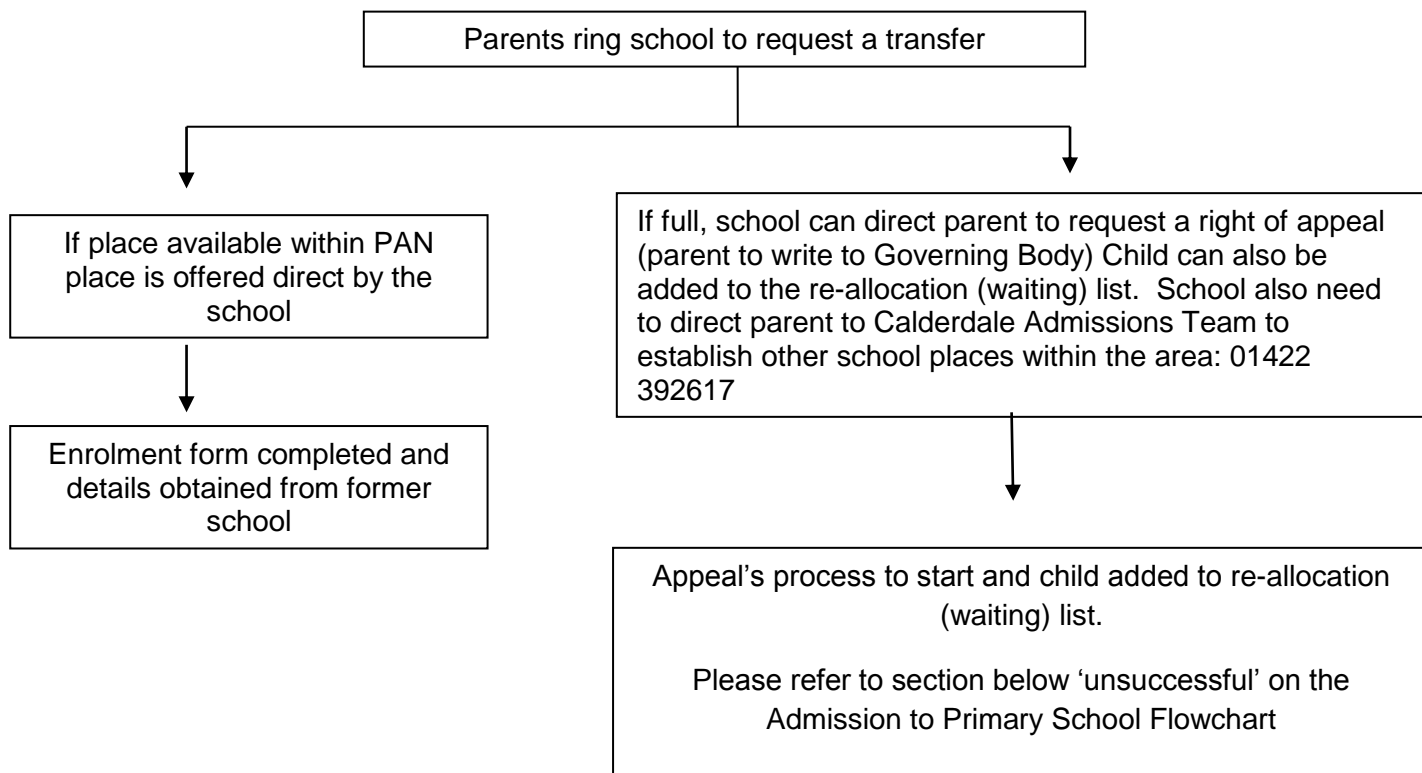 Parents ring school to request a transfer
If place available within PAN
place is offered direct by the
school
Enrolment form completed and
details obtained from former
school
If full, school can direct parent to request a right of appeal
(parent to write to Governing Body) Child can also be
added to the re-allocation (waiting) list.  School also need
to direct parent to Calderdale Admissions Team to
establish other school places within the area: 01422
392617
Appeal’s process to start and child added to re-allocation
(waiting) list.
Please refer to section below ‘unsuccessful’ on the
Admission to Primary School Flowchart